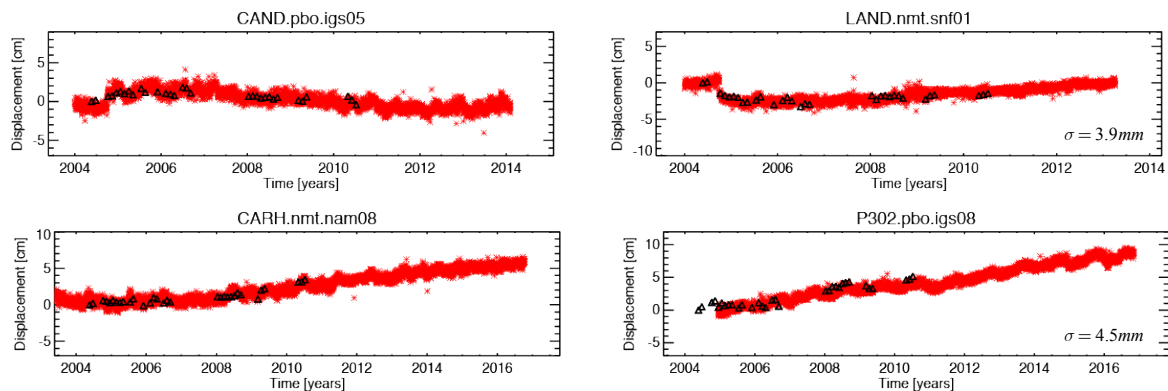 CAND.pbo.igs05
Displacement [cm]
5
0
-5
2004 2006 2008 2010 2012 2014
Time [years]
LAND.nmt.snf01
Displacement [cm]
5
0
-5
-10
σ = 3.9mm
2004 2006 2008 2010 2012 2014
Time [years]
CARH.nmt.nam08
Displacement [cm]
10
5
0
-5
2004 2006 2008 2010 2012 2014 2016
Time [years]
P302.pbo.igs08
Displacement [cm]
10
5
0
-5
σ = 4.5mm
2004 2006 2008 2010 2012 2014 2016
Time [years]